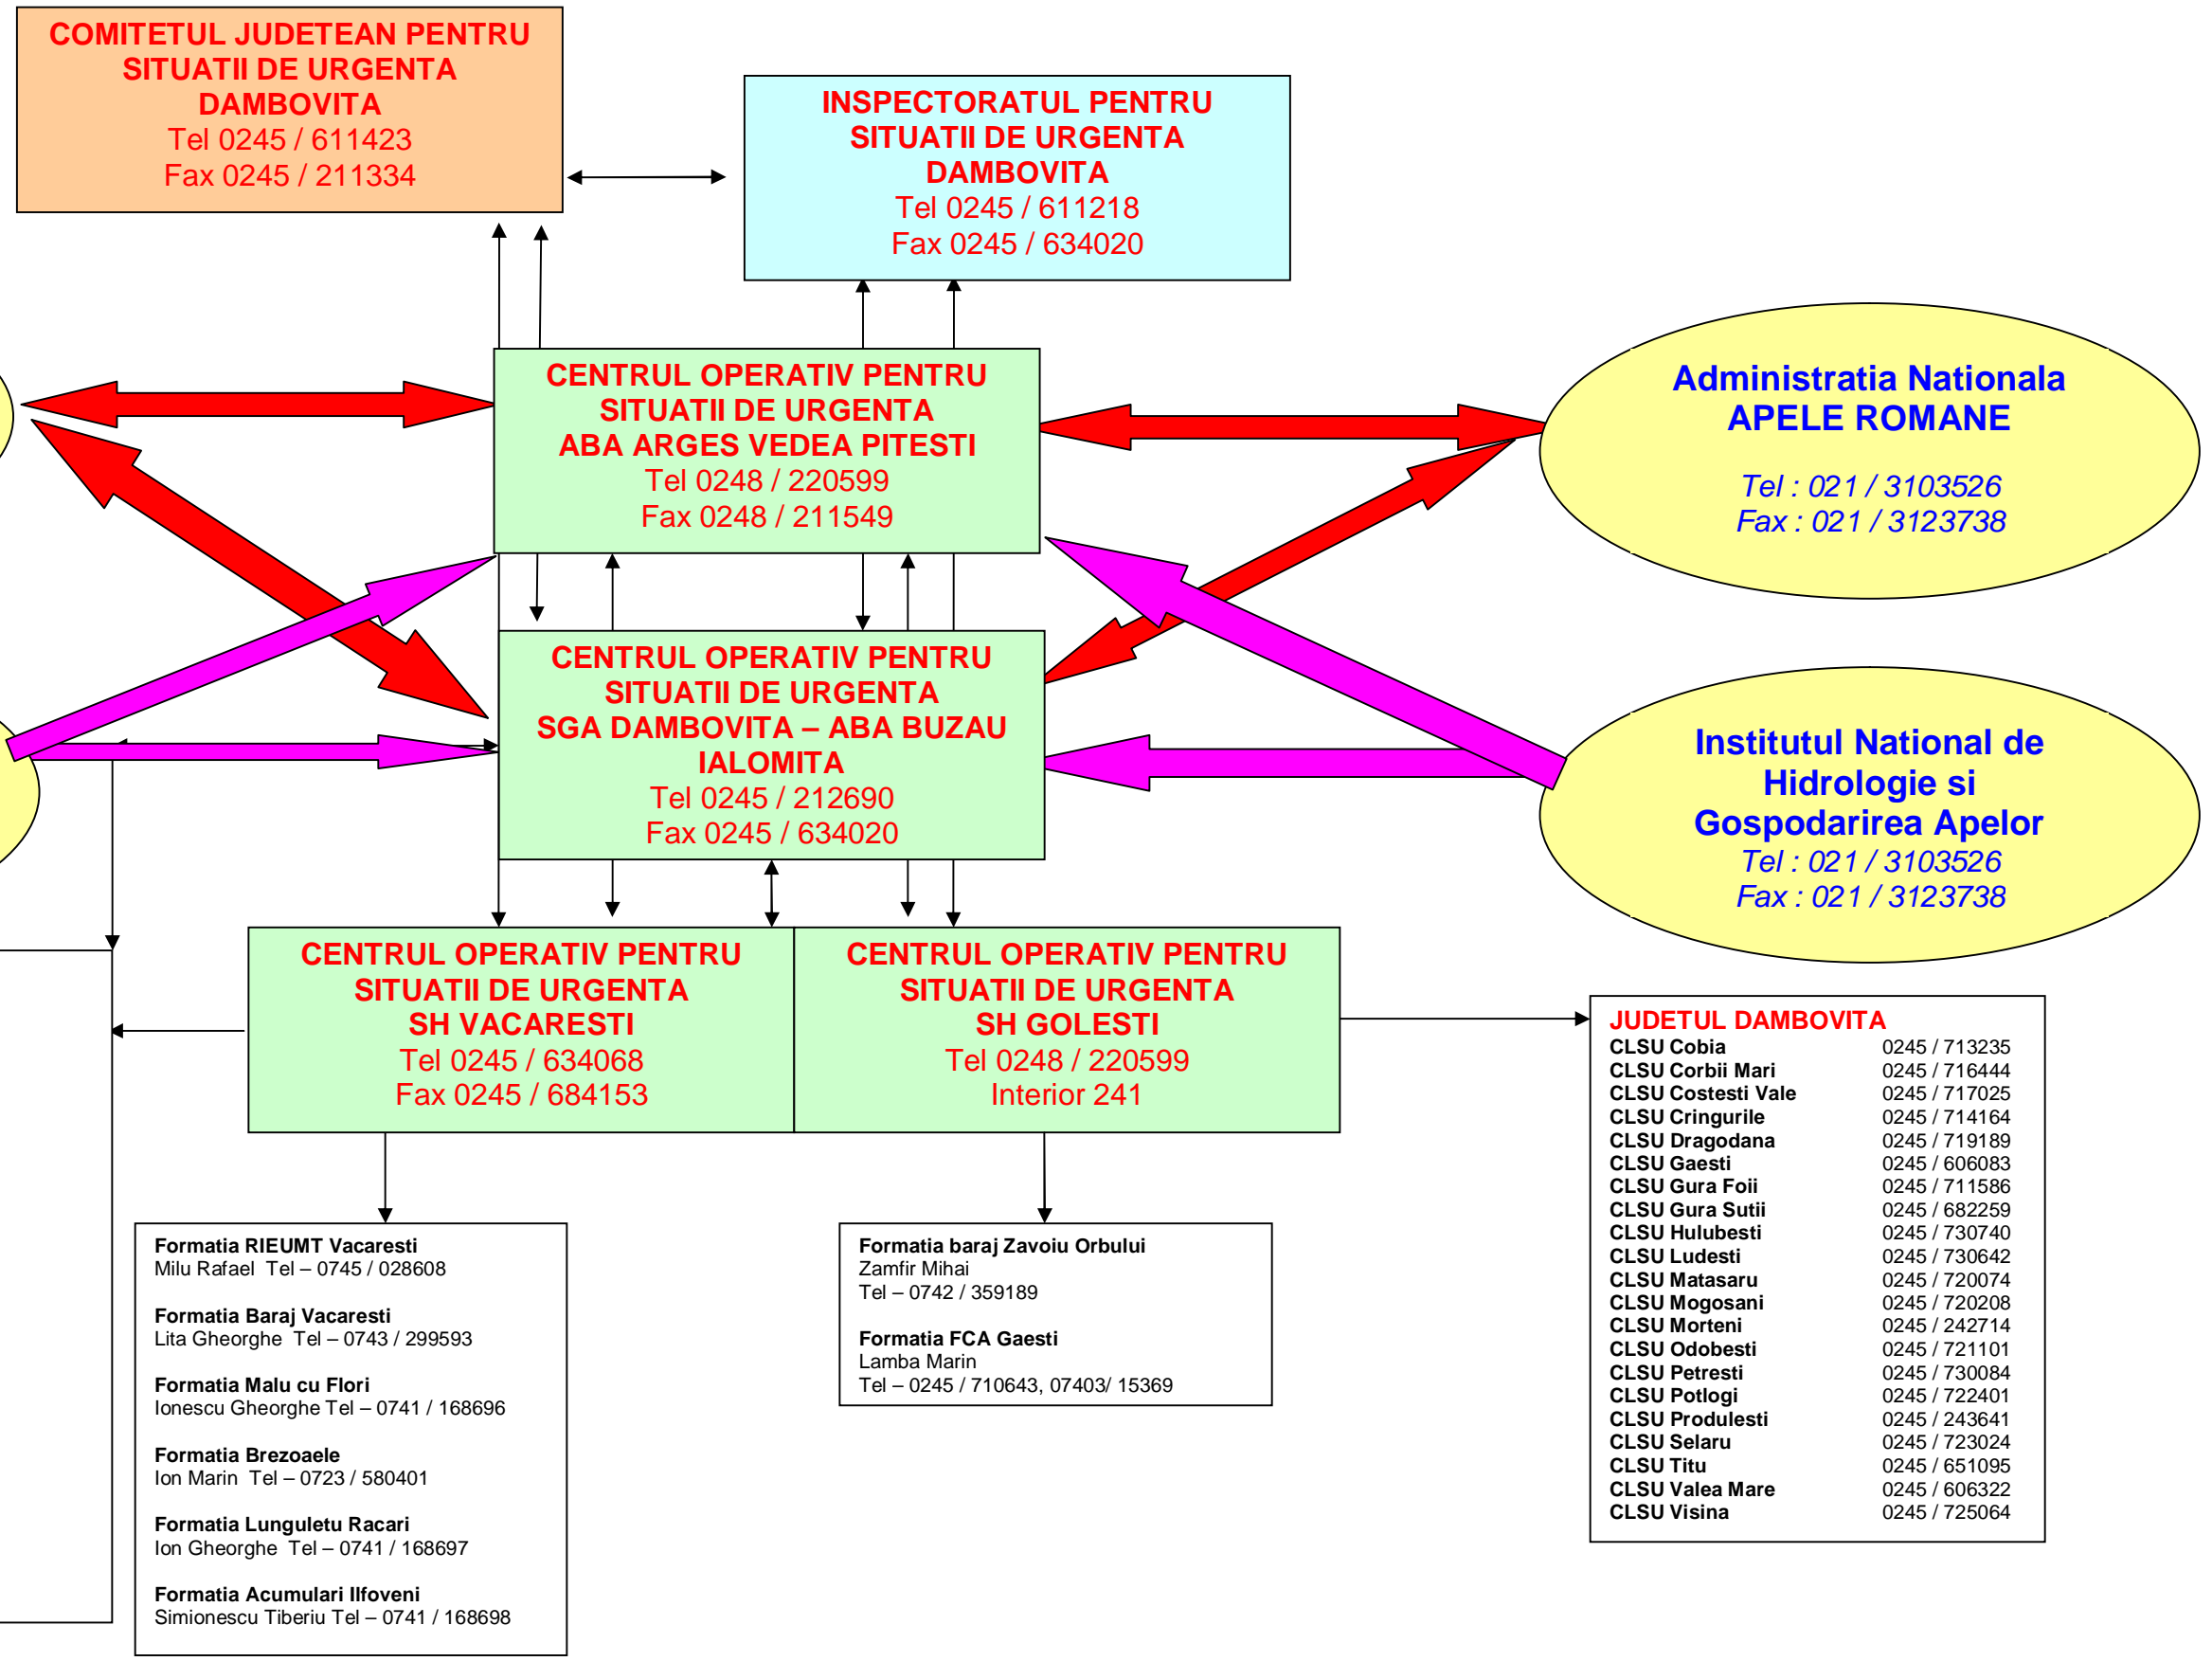 COMITETUL JUDETEAN PENTRU
SITUATII DE URGENTA
DAMBOVITA
Tel 0245 / 611423
Fax 0245 / 211334
INSPECTORATUL PENTRU
SITUATII DE URGENTA
DAMBOVITA
Tel 0245 / 611218
Fax 0245 / 634020
CENTRUL OPERATIV PENTRU
SITUATII DE URGENTA
ABA ARGES VEDEA PITESTI
Tel 0248 / 220599
Fax 0248 / 211549
Administratia Nationala
APELE ROMANE
Tel : 021 / 3103526
Fax : 021 / 3123738
CENTRUL OPERATIV PENTRU
SITUATII DE URGENTA
SGA DAMBOVITA – ABA BUZAU
IALOMITA
Tel 0245 / 212690
Fax 0245 / 634020
Institutul National de
Hidrologie si
Gospodarirea Apelor
Tel : 021 / 3103526
Fax : 021 / 3123738
CENTRUL OPERATIV PENTRU
SITUATII DE URGENTA
SH VACARESTI
Tel 0245 / 634068
Fax 0245 / 684153
CENTRUL OPERATIV PENTRU
SITUATII DE URGENTA
SH GOLESTI
Tel 0248 / 220599
Interior 241
JUDETUL DAMBOVITA
CLSU Cobia 0245 / 713235
CLSU Corbii Mari 0245 / 716444
CLSU Costesti Vale 0245 / 717025
CLSU Cringurile 0245 / 714164
CLSU Dragodana 0245 / 719189
CLSU Gaesti 0245 / 606083
CLSU Gura Foii 0245 / 711586
CLSU Gura Sutii 0245 / 682259
CLSU Hulubesti 0245 / 730740
CLSU Ludesti 0245 / 730642
CLSU Matasaru 0245 / 720074
CLSU Mogosani 0245 / 720208
CLSU Morteni 0245 / 242714
CLSU Odobesti 0245 / 721101
CLSU Petresti 0245 / 730084
CLSU Potlogi 0245 / 722401
CLSU Produlesti 0245 / 243641
CLSU Selaru 0245 / 723024
CLSU Titu 0245 / 651095
CLSU Valea Mare 0245 / 606322
CLSU Visina 0245 / 725064
Formatia RIEUMT Vacaresti
Milu Rafael Tel – 0745 / 028608
Formatia Baraj Vacaresti
Lita Gheorghe Tel – 0743 / 299593
Formatia Malu cu Flori
Ionescu Gheorghe Tel – 0741 / 168696
Formatia Brezoaele
Ion Marin Tel – 0723 / 580401
Formatia Lunguletu Racari
Ion Gheorghe Tel – 0741 / 168697
Formatia Acumulari Ilfoveni
Simionescu Tiberiu Tel – 0741 / 168698
Formatia baraj Zavoiu Orbului
Zamfir Mihai
Tel – 0742 / 359189
Formatia FCA Gaesti
Lamba Marin
Tel – 0245 / 710643, 07403/ 15369